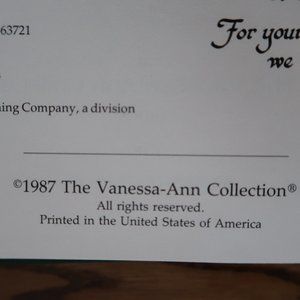 63721
For your
we
ning Company, a division
©1987 The Vanessa-Ann Collection®
All rights reserved.
Printed in the United States of America